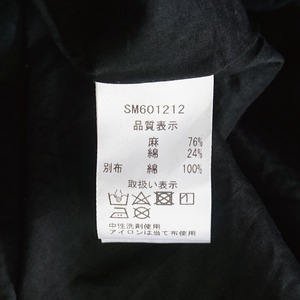 SM601212
品質表示
麻 76%
綿 24%
別布 綿 100%
取扱い表示
中性洗剤使用
アイロンは当て布使用